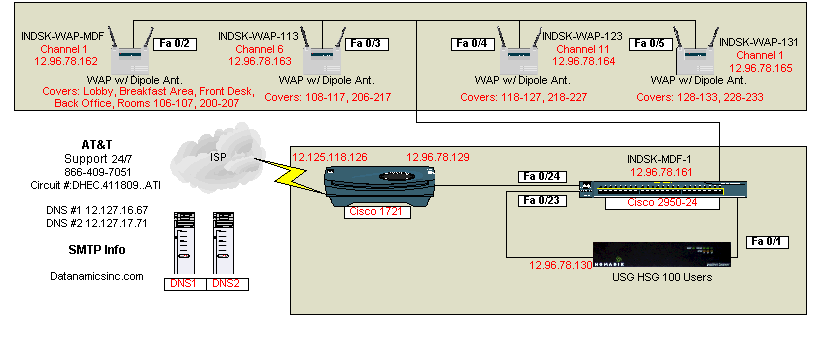 INDSK-WAP-MDF
Channel 1
12.96.78.162
Fa 0/2
WAP w/ Dipole Ant.
Covers: Lobby, Breakfast Area, Front Desk,
Back Office, Rooms 106-107, 200-207
INDSK-WAP-113
Channel 6
12.96.78.163
Fa 0/3
WAP w/ Dipole Ant.
Covers: 108-117, 206-217
Fa 0/4
INDSK-WAP-123
Channel 11
12.96.78.164
WAP w/ Dipole Ant.
Covers: 118-127, 218-227
Fa 0/5
INDSK-WAP-131
Channel 1
12.96.78.165
WAP w/ Dipole Ant.
Covers: 128-133, 228-233
AT&T
Support 24/7
866-409-7051
Circuit #:DHEC.411809..ATI
DNS #1 12.127.16.67
DNS #2 12.127.17.71
SMTP Info
Datanamicsinc.com
ISP
DNS1
DNS2
12.125.118.126
12.96.78.129
Cisco 1721
Fa 0/24
Fa 0/23
INDSK-MDF-1
12.96.78.161
Cisco 2950-24
Fa 0/1
12.96.78.130
NOMADIX
USG HSG 100 Users